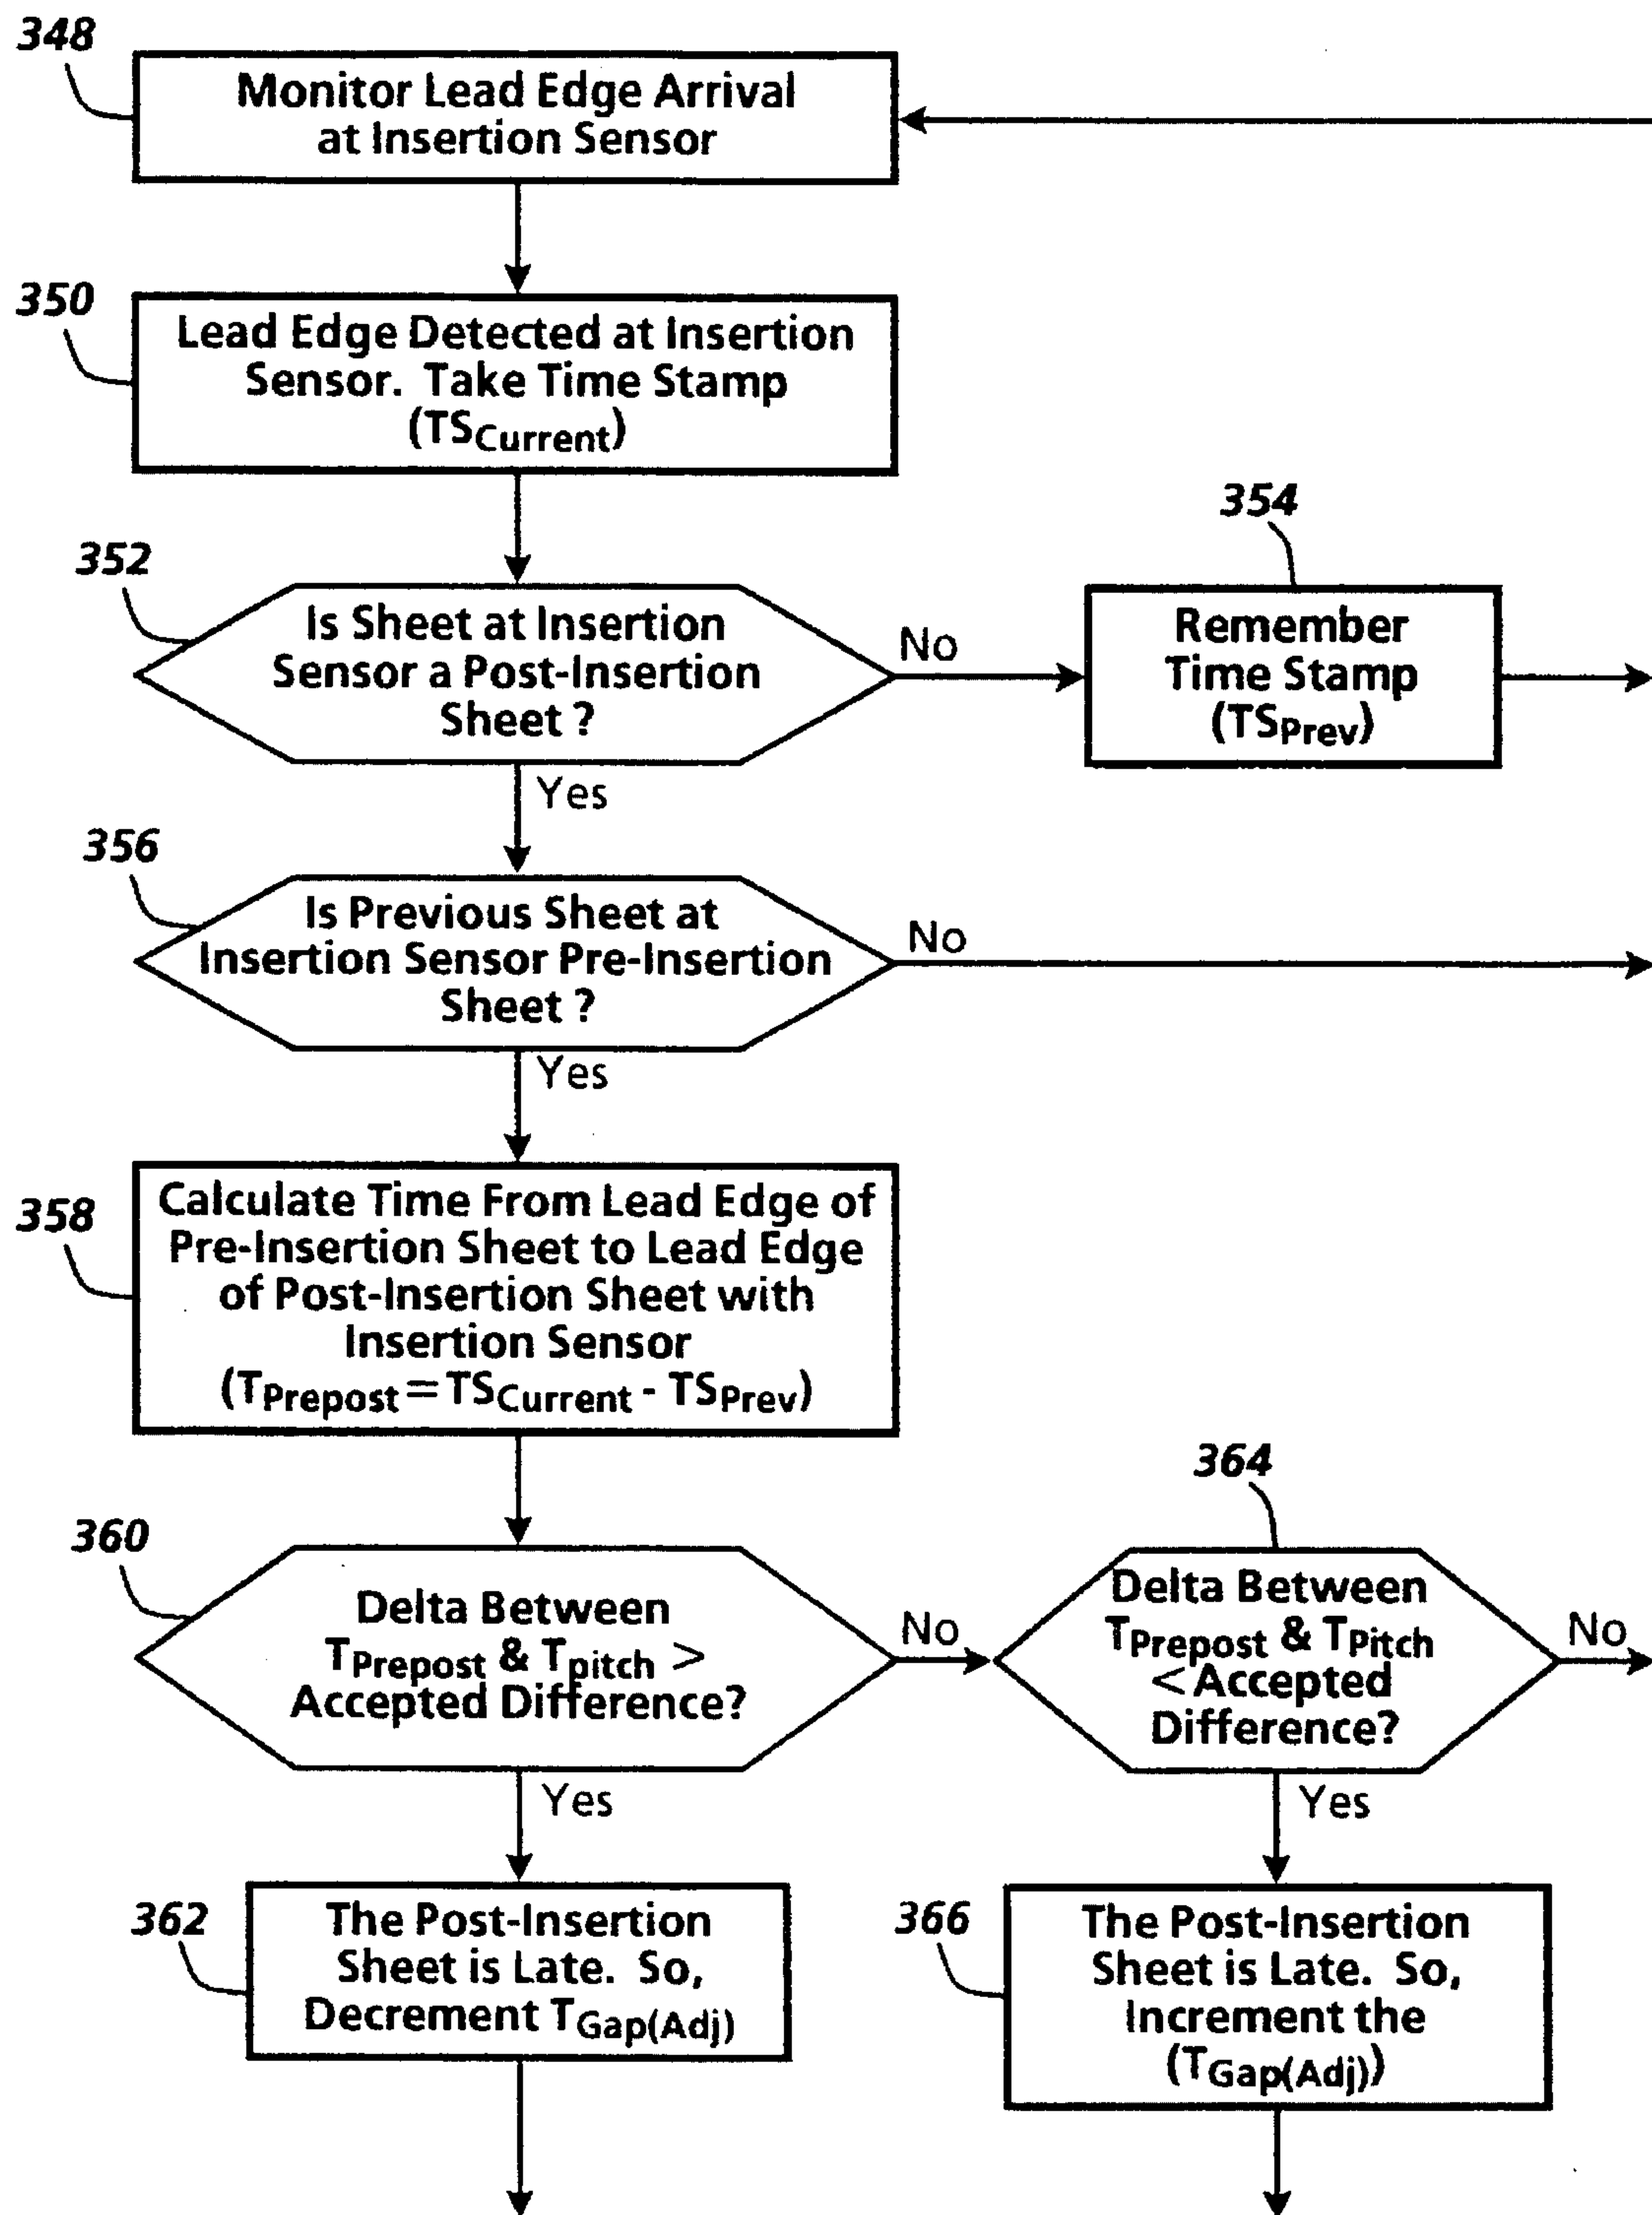 348
Monitor Lead Edge Arrival
at Insertion Sensor
350
Lead Edge Detected at Insertion
Sensor. Take Time Stamp
(TSCurrent)
352
Is Sheet at Insertion
Sensor a Post-Insertion
Sheet ?
No
354
Remember
Time Stamp
(TSPrev)
Yes
356
Is Previous Sheet at
Insertion Sensor Pre-Insertion
Sheet ?
No
Yes
358
Calculate Time From Lead Edge of
Pre-Insertion Sheet to Lead Edge
of Post-Insertion Sheet with
Insertion Sensor
(TPrepost = TSCurrent - TSPrev)
360
Delta Between
TPrepost & Tpitch >
Accepted Difference?
No
364
Delta Between
TPrepost & TPitch
< Accepted
Difference?
No
Yes
Yes
362
The Post-Insertion
Sheet is Late. So,
Decrement TGap(Adj)
366
The Post-Insertion
Sheet is Late. So,
Increment the
(TGap(Adj))